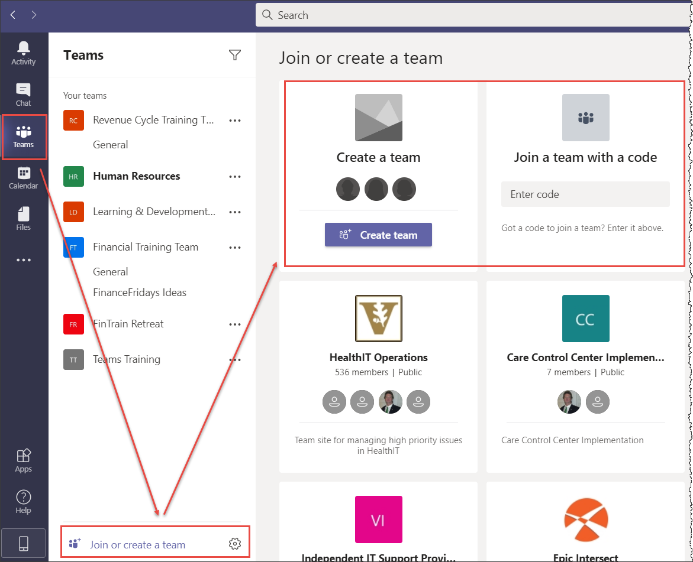 Search
Activity
Chat
Teams
Calendar
Files
Apps
Help
Teams
Your teams
RC Revenue Cycle Training T...
General
HR Human Resources
LD Learning & Development...
FT Financial Training Team
General
FinanceFridays Ideas
FR FinTrain Retreat
TT Teams Training
Join or create a team
Join or create a team
Create a team
Create team
Join a team with a code
Enter code
Got a code to join a team? Enter it above.
V
HealthIT Operations
536 members | Public
Team site for managing high priority issues
in HealthIT
CC
Care Control Center Implemen...
7 members | Public
Care Control Center Implementation
VI
Independent IT Support Provi...
Epic Intersect